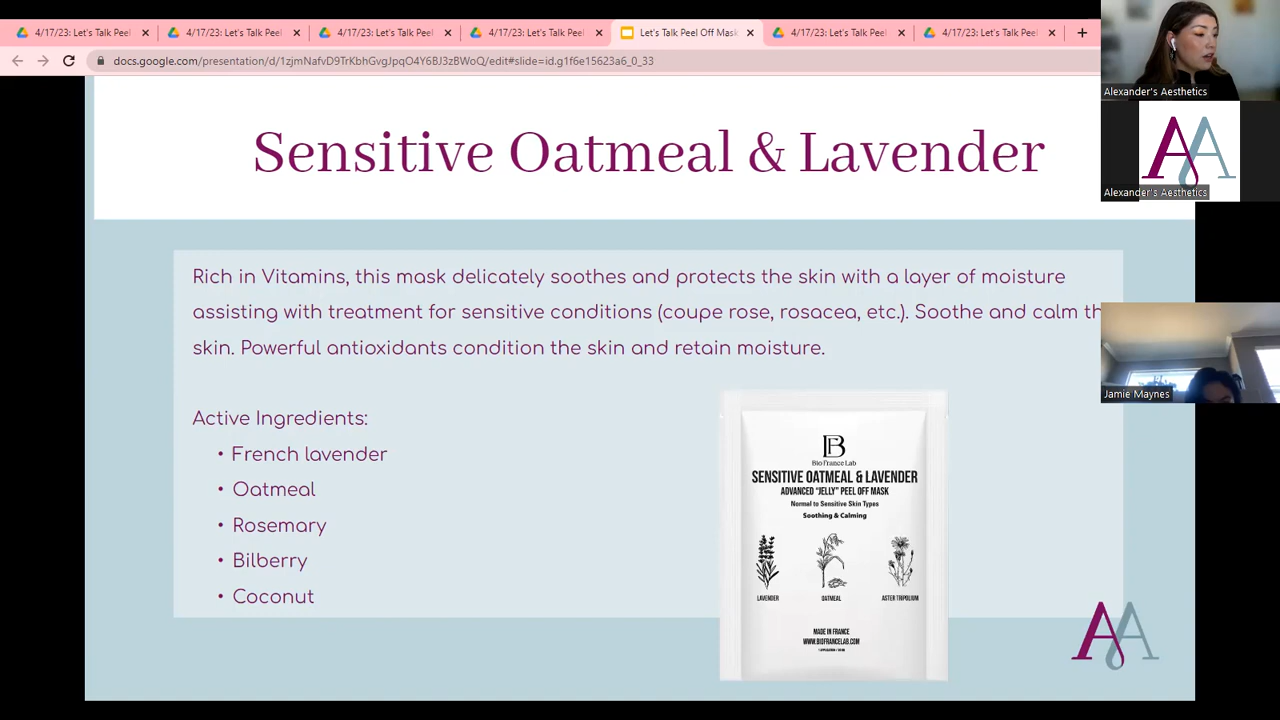 4/17/23: Let's Talk Peel
4/17/23: Let's Talk Peel
4/17/23: Let's Talk Peel
4/17/23: Let's Talk Peel
Let's Talk Peel Off Mask
4/17/23: Let's Talk Peel
4/17/23: Let's Talk Peel
docs.google.com/presentation/d/1zjmNafvD9TrKbhGvgJpqO4Y6BJ3zBWoQ/edit#slide=id.g1f6e15623a6_0_33
Alexander's Aesthetics
AA
Alexander's Aesthetics
Jamie Maynes
Sensitive Oatmeal & Lavender
Rich in Vitamins, this mask delicately soothes and protects the skin with a layer of moisture
assisting with treatment for sensitive conditions (coupe rose, rosacea, etc.). Soothe and calm th
skin. Powerful antioxidants condition the skin and retain moisture.
Active Ingredients:
• French lavender
• Oatmeal
• Rosemary
• Bilberry
• Coconut
BF
Bio France Lab
SENSITIVE OATMEAL & LAVENDER
ADVANCED "JELLY" PEEL OFF MASK
Normal to Sensitive Skin Types
Soothing & Calming
LAVENDER
OATMEAL
ASTER TRIPOLIUM
MADE IN FRANCE
WWW.BIOFRANCELAB.COM
AA